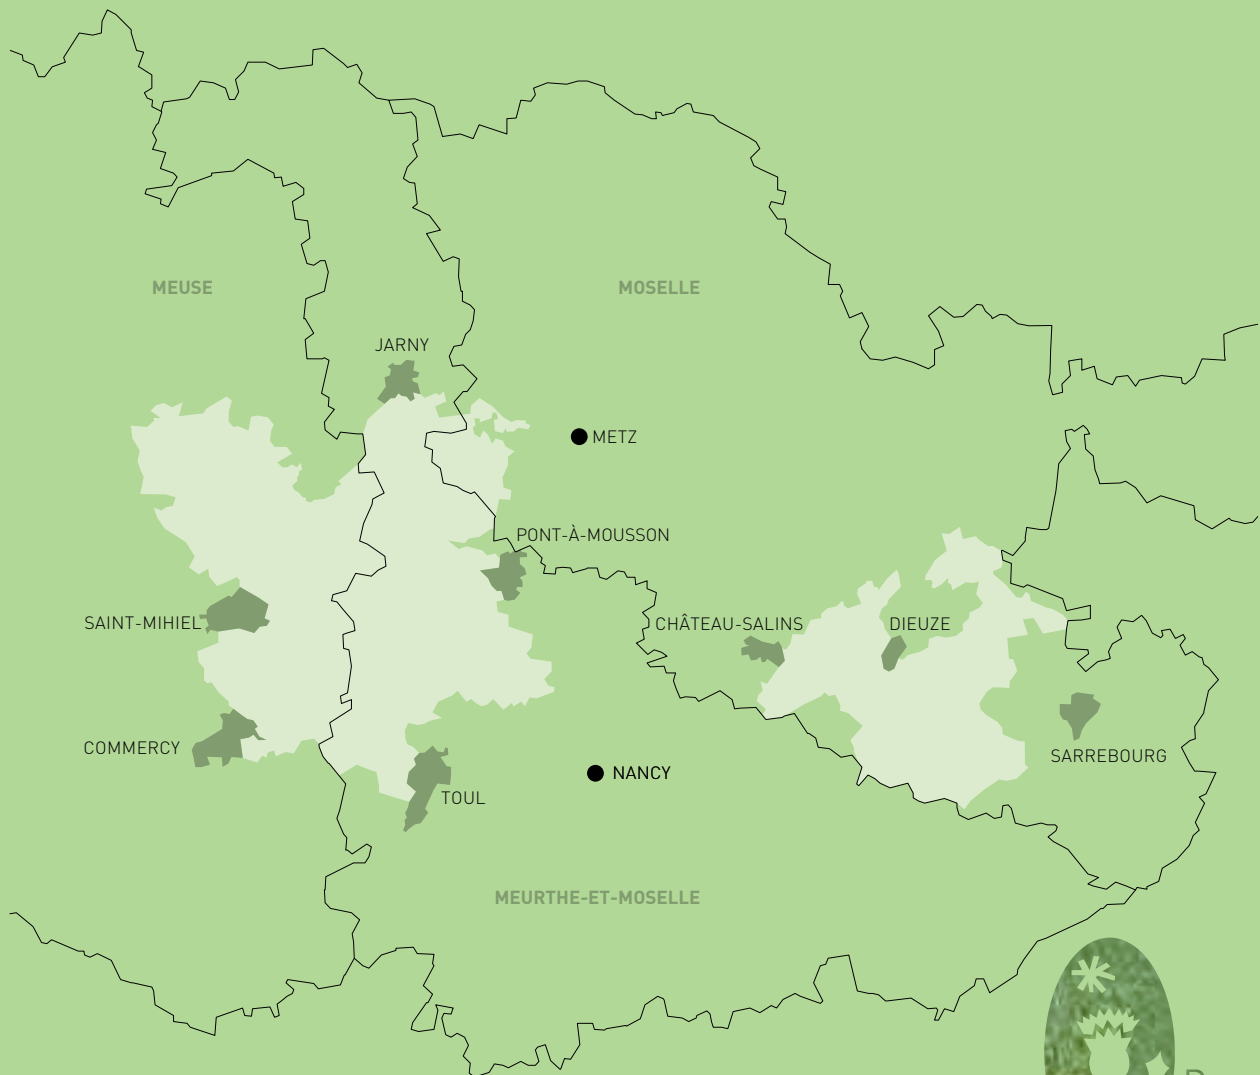 MEUSE
MOSELLE
JARNY
METZ
PONT-À-MOUSSON
SAINT-MIHIEL
CHÂTEAU-SALINS
DIEUZE
COMMERCY
SARREBOURG
NANCY
TOUL
MEURTHE-ET-MOSELLE